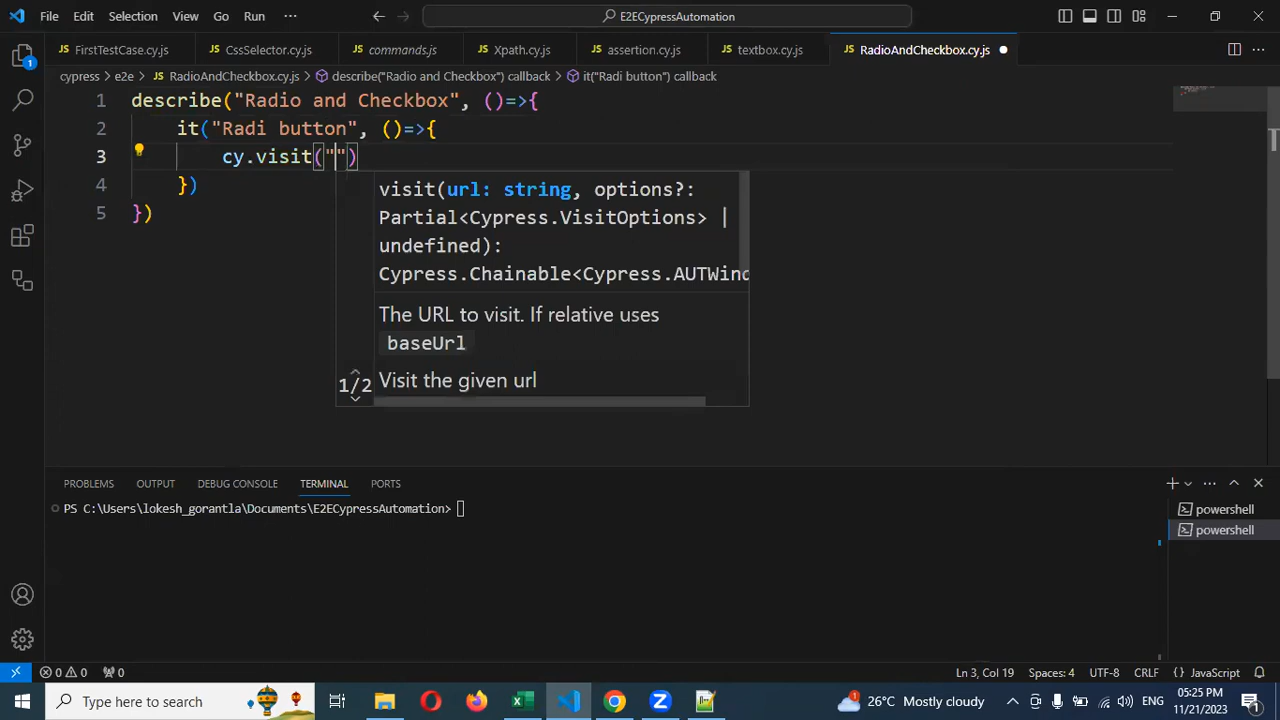 File Edit Selection View Go Run ··· E2ECypressAutomation
FirstTestCase.cy.js CssSelector.cy.js commands.js Xpath.cy.js assertion.cy.js textbox.cy.js RadioAndCheckbox.cy.js
cypress > e2e > RadioAndCheckbox.cy.js > describe("Radio and Checkbox") callback > it("Radi button") callback
1 describe("Radio and Checkbox", ()=>{
2 it("Radi button", ()=>{
3 cy.visit("")
4 })
5 })
visit(url: string, options?:
Partial<Cypress.VisitOptions> |
undefined):
Cypress.Chainable<Cypress.AUTWind
The URL to visit. If relative uses
baseUrl
1/2 Visit the given url
PROBLEMS OUTPUT DEBUG CONSOLE TERMINAL PORTS
PS C:\Users\lokesh_gorantla\Documents\E2ECypressAutomation>
powershell
powershell
1
0 0 0 Ln 3, Col 19 Spaces: 4 UTF-8 CRLF {} JavaScript
Type here to search 26°C Mostly cloudy ENG 05:25 PM 11/21/2023 1